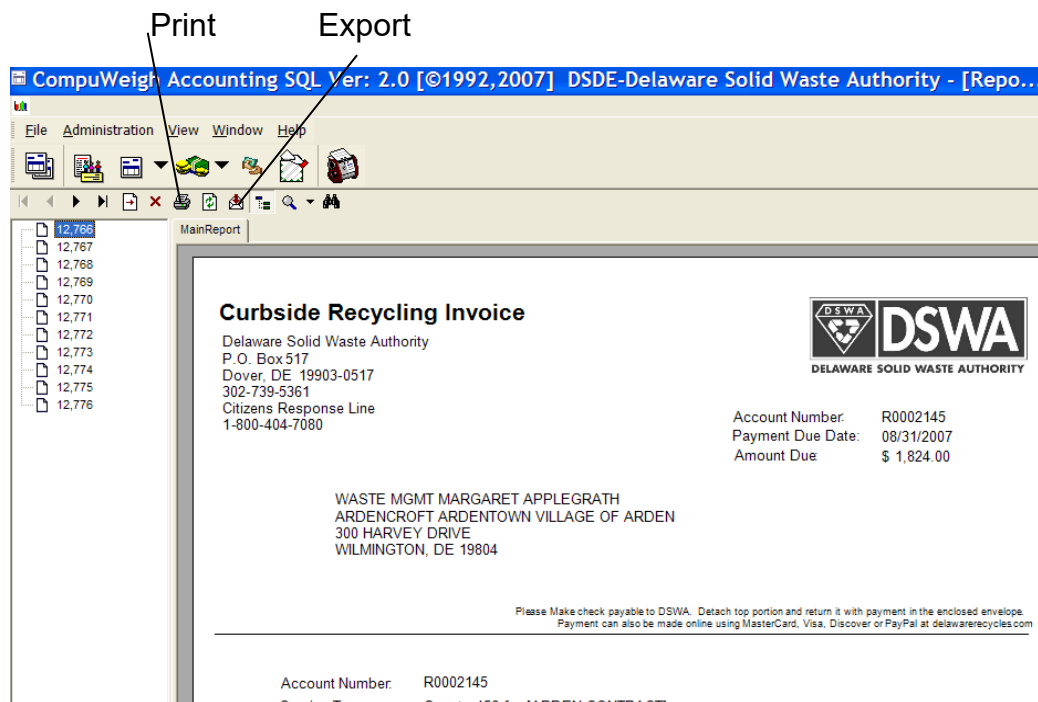 Print Export
CompuWeigh Accounting SQL Ver: 2.0 [©1992,2007] DSDE-Delaware Solid Waste Authority - [Repo...
File Administration View Window Help
12,766
12,767
12,768
12,769
12,770
12,771
12,772
12,773
12,774
12,775
12,776
MainReport
Curbside Recycling Invoice
Delaware Solid Waste Authority
P.O. Box 517
Dover, DE 19903-0517
302-739-5361
Citizens Response Line
1-800-404-7080
DSWA
DSWA
DELAWARE SOLID WASTE AUTHORITY
Account Number: R0002145
Payment Due Date: 08/31/2007
Amount Due: $ 1,824.00
WASTE MGMT MARGARET APPLEGRATH
ARDENCROFT ARDENTOWN VILLAGE OF ARDEN
300 HARVEY DRIVE
WILMINGTON, DE 19804
Please Make check payable to DSWA. Detach top portion and return it with payment in the enclosed envelope.
Payment can also be made online using MasterCard, Visa, Discover or PayPal at delawarerecycles.com
Account Number: R0002145